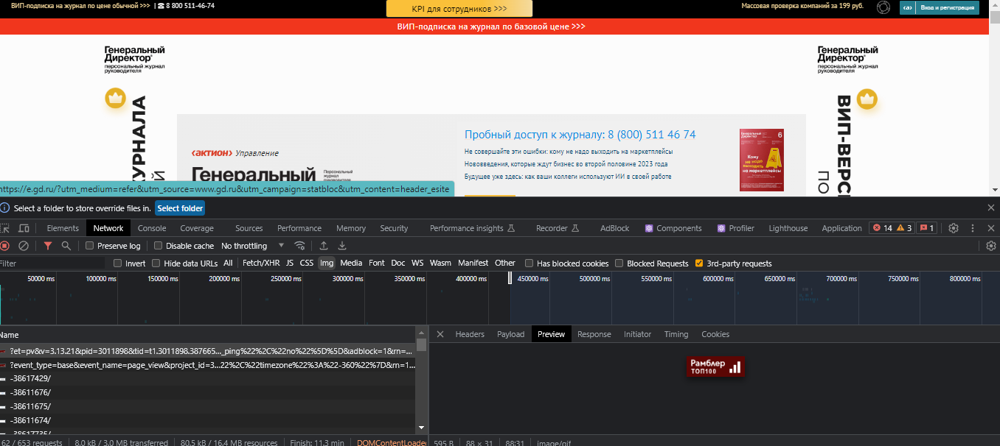 ВИП-подписка на журнал по цене обычной >>> | ☎ 8 800 511-46-74
KPI для сотрудников >>>
Массовая проверка компаний за 199 руб.
Вход и регистрация
ВИП-подписка на журнал по базовой цене >>>
Генеральный
Директор
персональный журнал
руководителя
Генеральный
Директор
персональный журнал
руководителя
ВИП-ВЕРС
ПО
Пробный доступ к журналу: 8 (800) 511 46 74
Не совершайте эти ошибки: кому не надо выходить на маркетплейсы
Нововведения, которые ждут бизнес во второй половине 2023 года
Будущее уже здесь: как ваши коллеги используют ИИ в своей работе
‹актион› Управление
Генеральный
Персональный
журнал
Генеральный
Директор
6
Кому
не надо
выходить
на маркетплейсы
https://e.gd.ru/?utm_medium=refer&utm_source=www.gd.ru&utm_campaign=statbloc&utm_content=header_esite
Select a folder to store override files in. Select folder
Elements Network Console Coverage Sources Performance Memory Security Performance insights Recorder AdBlock Components Profiler Lighthouse Application 14 3 1
Preserve log Disable cache No throttling
Filter Invert Hide data URLs All Fetch/XHR JS CSS Img Media Font Doc WS Wasm Manifest Other Has blocked cookies Blocked Requests 3rd-party requests
50000 ms 100000 ms 150000 ms 200000 ms 250000 ms 300000 ms 350000 ms 400000 ms 450000 ms 500000 ms 550000 ms 600000 ms 650000 ms 700000 ms 750000 ms 800000 ms
Name
Headers Payload Preview Response Initiator Timing Cookies
?et=pv&v=3.13.21&pid=3011898&tid=t1.3011898.387665..._ping%22%2C%22no%22%5D%5D&adblock=1&rn=...
?event_type=base&event_name=page_view&project_id=3...22%2C%22timezone%22%3A%22-360%22%7D&rn=1...
-38617429/
-38611676/
-38611675/
-38611674/
-38617735/
Рамблер
ТОП100
62 / 653 requests 8.0 kB / 3.0 MB transferred 80.5 kB / 16.4 MB resources Finish: 11.3 min DOMContentLoade
595 B 88 × 31 88:31 image/gif